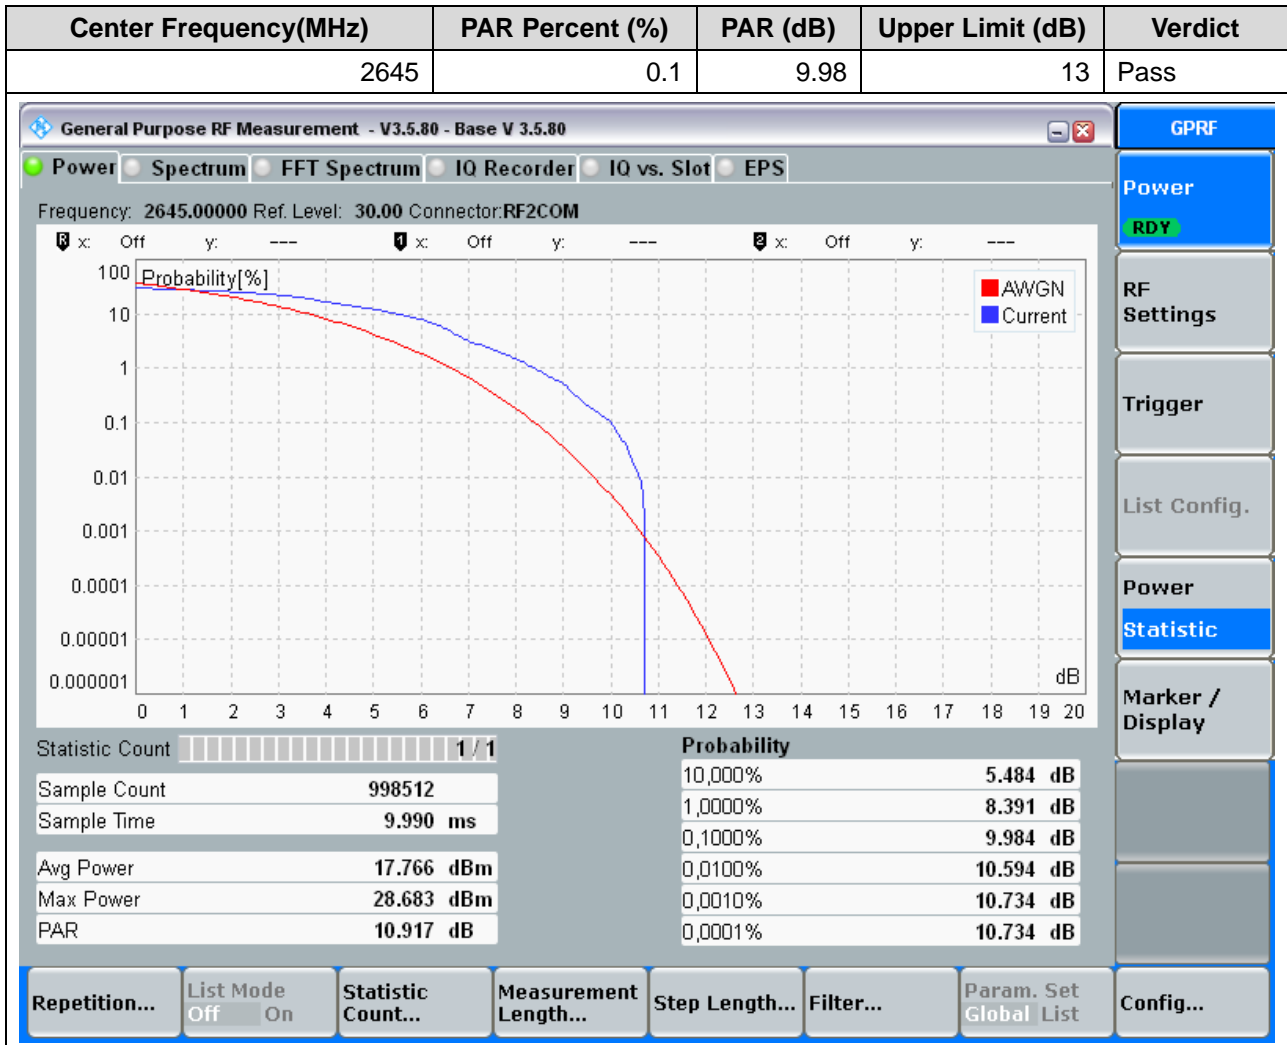 Center Frequency(MHz) PAR Percent (%) PAR (dB) Upper Limit (dB) Verdict
2645 0.1 9.98 13 Pass
General Purpose RF Measurement - V3.5.80 - Base V 3.5.80
GPRF
Power Spectrum FFT Spectrum IQ Recorder IQ vs. Slot EPS
Frequency: 2645.00000 Ref. Level: 30.00 Connector:RF2COM
R x: Off y: --- 1 x: Off y: --- 2 x: Off y: ---
Probability[%]
AWGN
Current
100
10
1
0.1
0.01
0.001
0.0001
0.00001
0.000001
dB
0 1 2 3 4 5 6 7 8 9 10 11 12 13 14 15 16 17 18 19 20
Statistic Count 1 / 1
Sample Count 998512
Sample Time 9.990 ms
Avg Power 17.766 dBm
Max Power 28.683 dBm
PAR 10.917 dB
Probability
10,000% 5.484 dB
1,0000% 8.391 dB
0,1000% 9.984 dB
0,0100% 10.594 dB
0,0010% 10.734 dB
0,0001% 10.734 dB
Power
RDY
RF
Settings
Trigger
List Config.
Power
Statistic
Marker /
Display
Repetition...
List Mode
Off On
Statistic
Count...
Measurement
Length...
Step Length...
Filter...
Param. Set
Global List
Config...